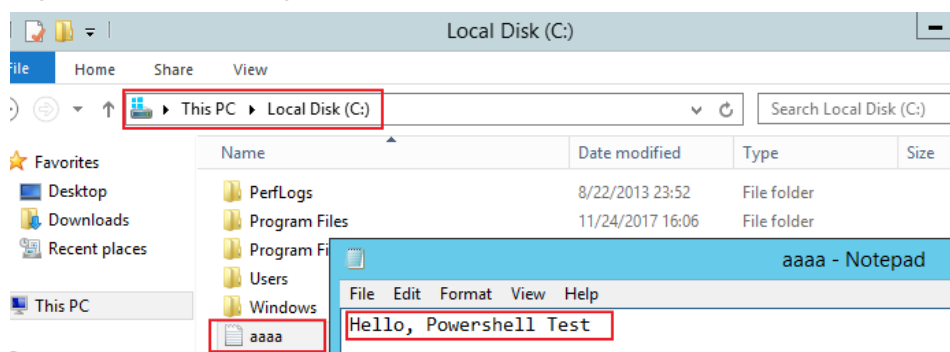 Local Disk (C:)
File Home Share View
This PC Local Disk (C:) Search Local Disk (C:)
Name Date modified Type Size
Favorites
Desktop PerfLogs 8/22/2013 23:52 File folder
Downloads Program Files 11/24/2017 16:06 File folder
Recent places Program Fi
aaaa - Notepad
Users
File Edit Format View Help
This PC Windows
Hello, Powershell Test
aaaa